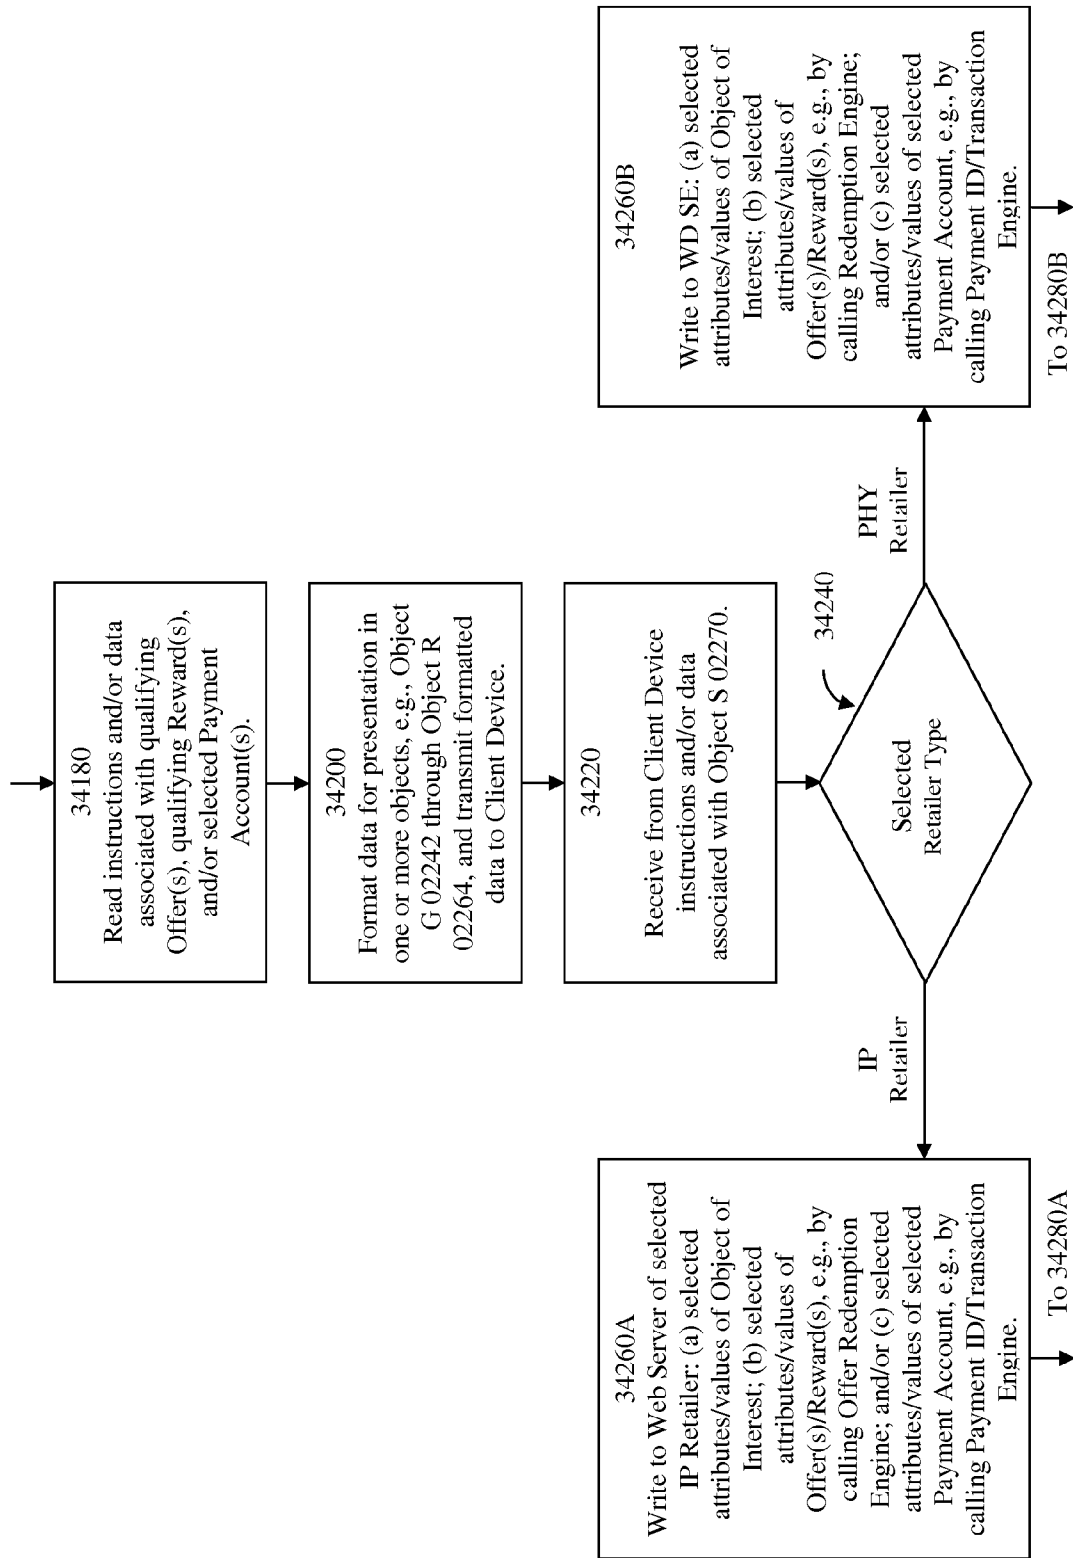 34180
Read instructions and/or data
associated with qualifying
Offer(s), qualifying Reward(s),
and/or selected Payment
Account(s).
34200
Format data for presentation in
one or more objects, e.g., Object
G 02242 through Object R
02264, and transmit formatted
data to Client Device.
34220
Receive from Client Device
instructions and/or data
associated with Object S 02270.
34240
Selected
Retailer Type
IP
Retailer
PHY
Retailer
34260A
Write to Web Server of selected
IP Retailer: (a) selected
attributes/values of Object of
Interest; (b) selected
attributes/values of
Offer(s)/Reward(s), e.g., by
calling Offer Redemption
Engine; and/or (c) selected
attributes/values of selected
Payment Account, e.g., by
calling Payment ID/Transaction
Engine.
To 34280A
34260B
Write to WD SE: (a) selected
attributes/values of Object of
Interest; (b) selected
attributes/values of
Offer(s)/Reward(s), e.g., by
calling Redemption Engine;
and/or (c) selected
attributes/values of selected
Payment Account, e.g., by
calling Payment ID/Transaction
Engine.
To 34280B